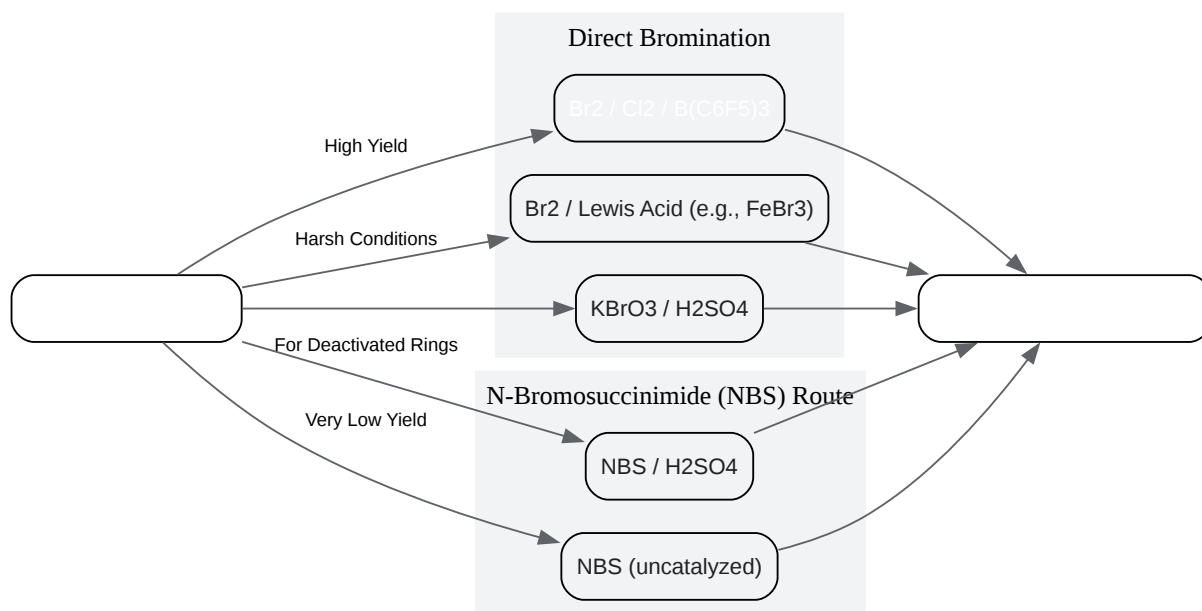 Direct Bromination
Br2 / Cl2 / B(C6F5)3
High Yield
Br2 / Lewis Acid (e.g., FeBr3)
Harsh Conditions
KBrO3 / H2SO4
For Deactivated Rings
N-Bromosuccinimide (NBS) Route
Very Low Yield
NBS / H2SO4
NBS (uncatalyzed)